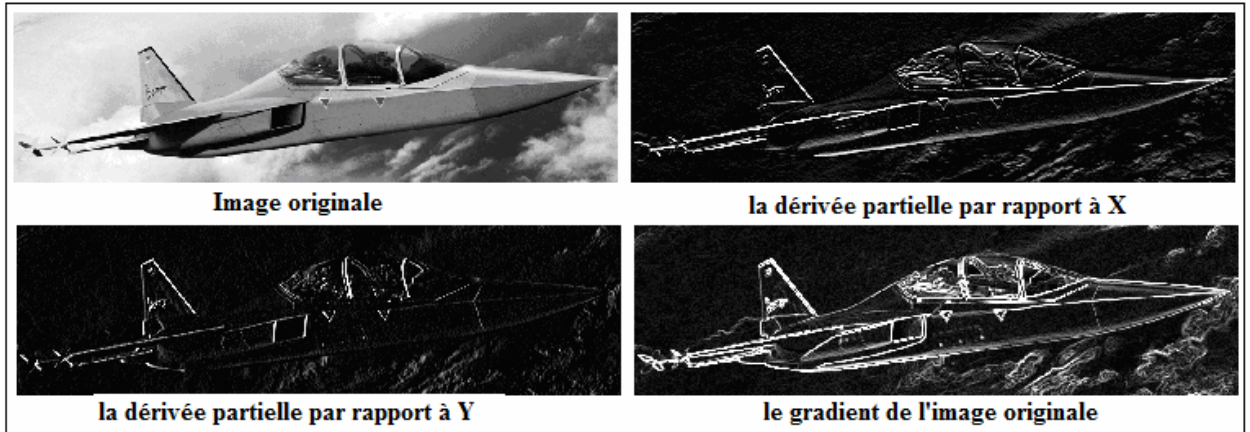 Image originale
la dérivée partielle par rapport à X
la dérivée partielle par rapport à Y
le gradient de l'image originale